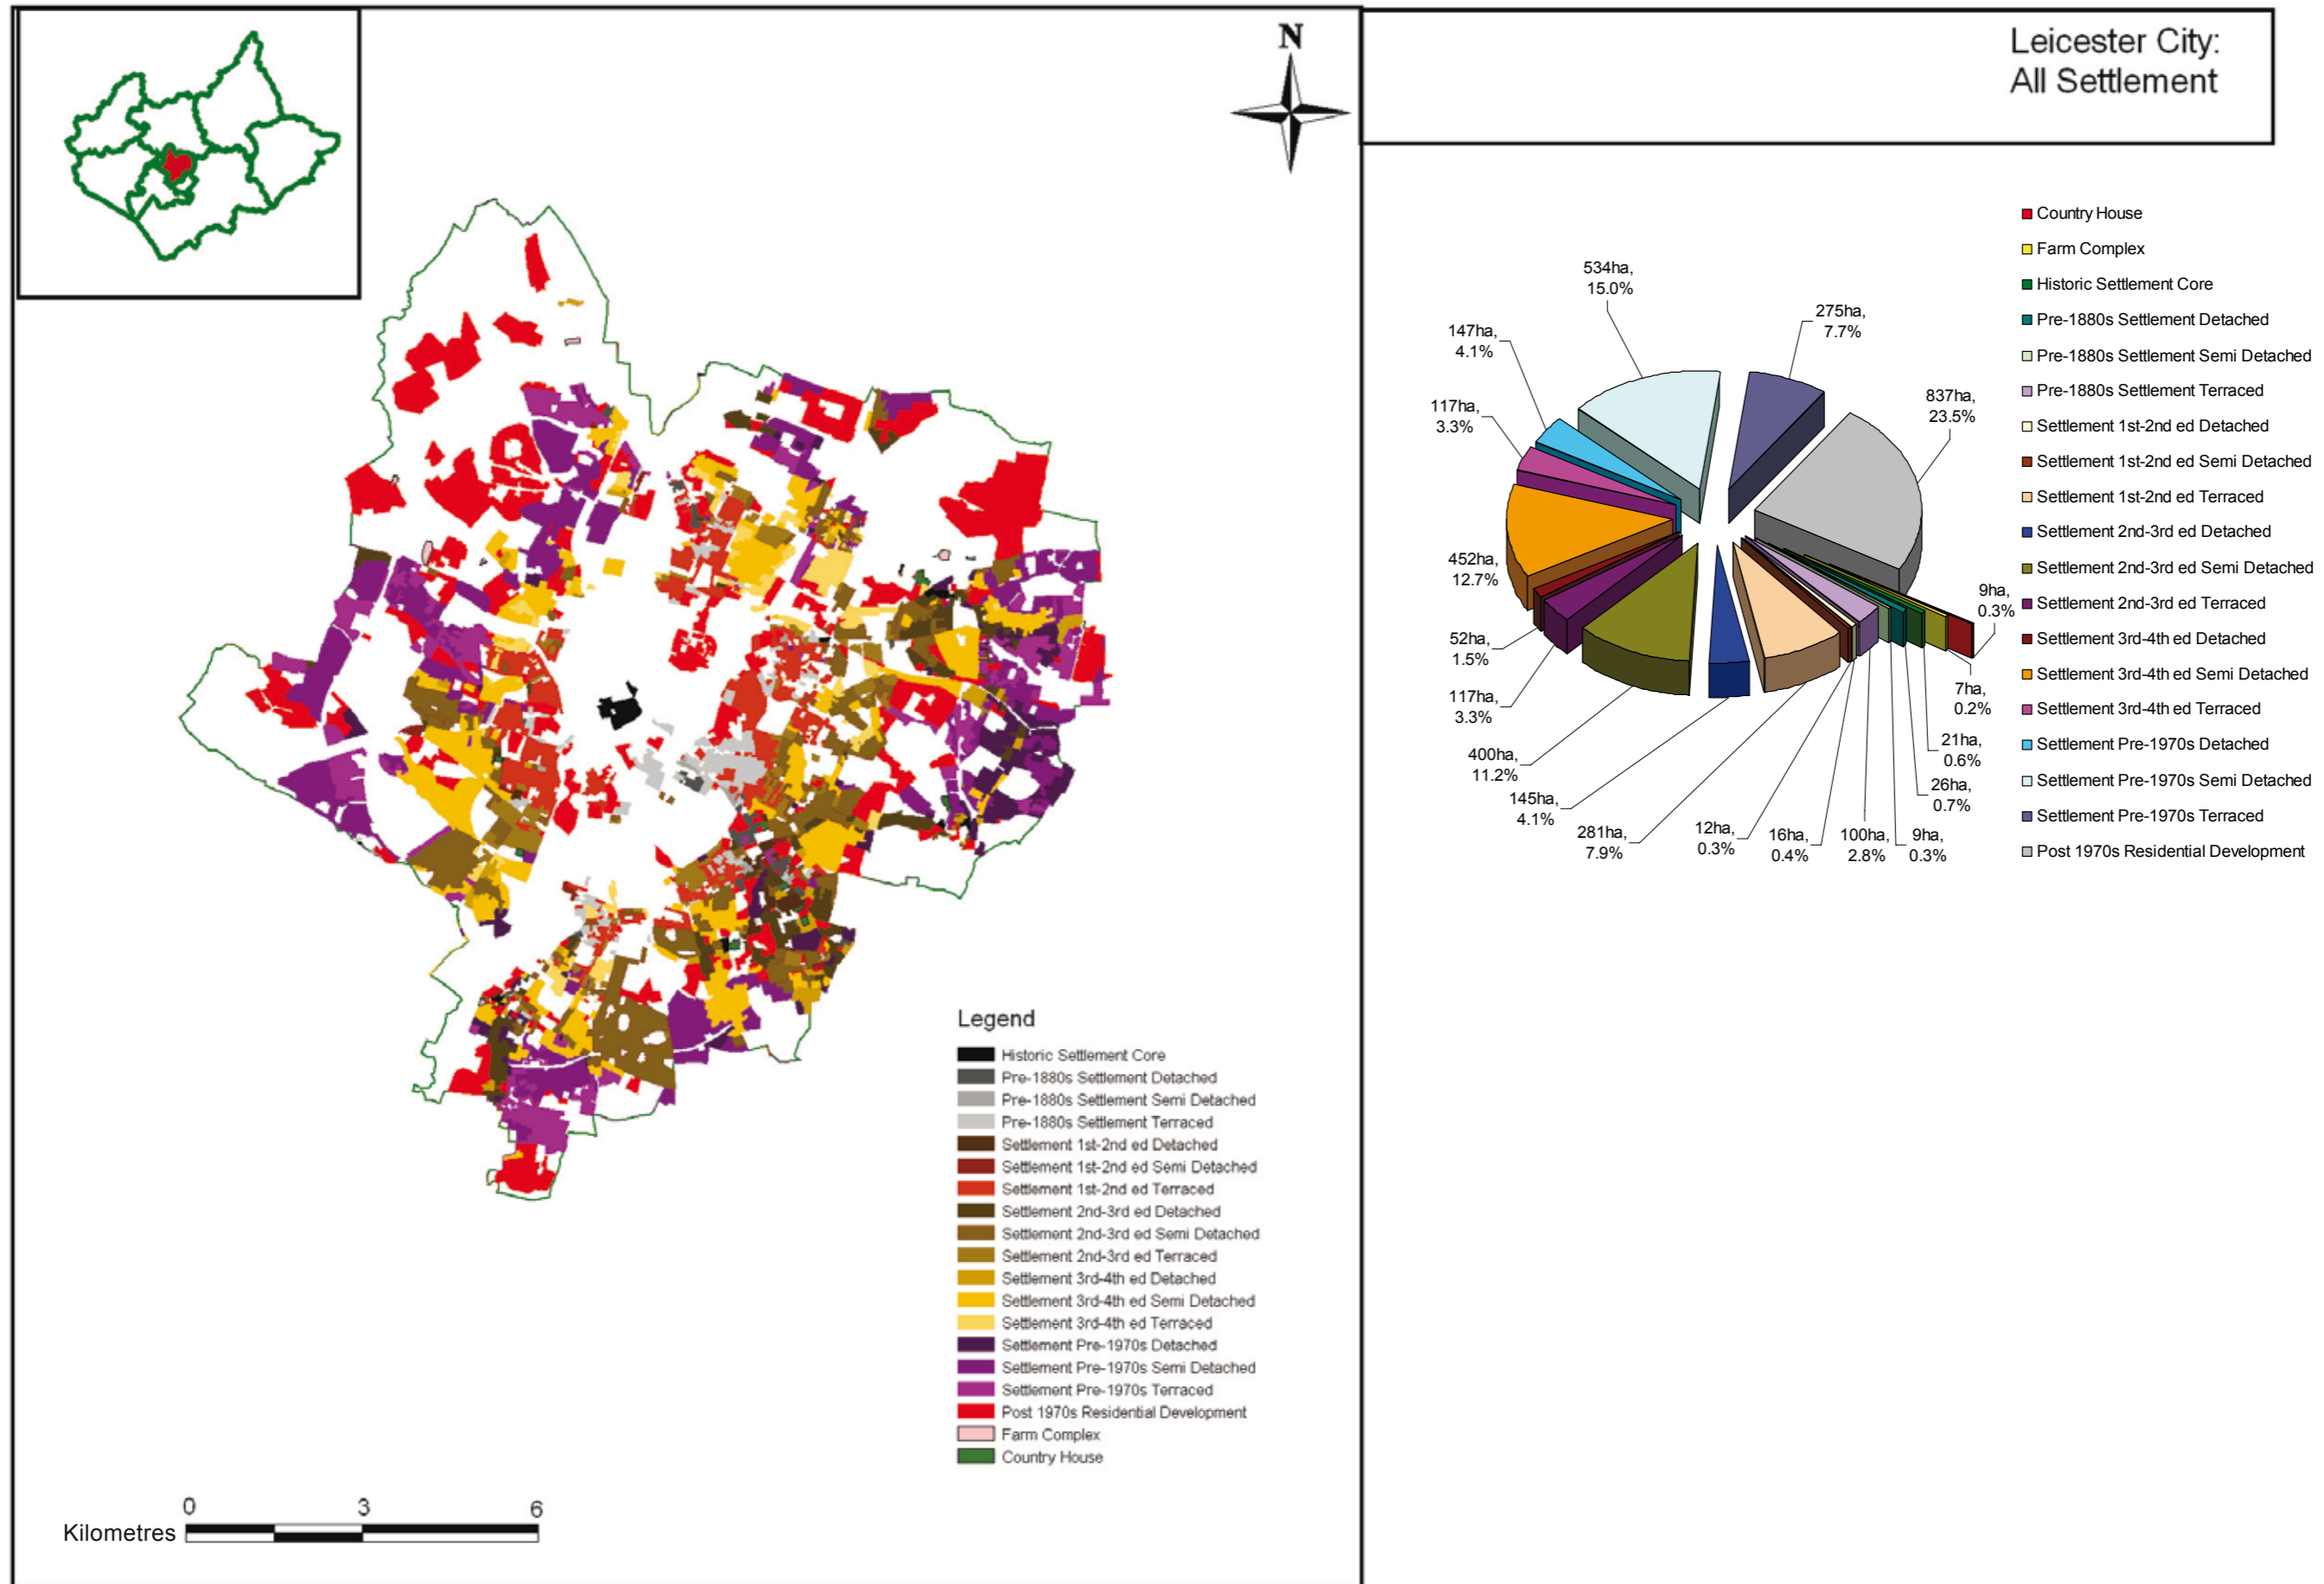 N
Leicester City:
All Settlement
534ha,
15.0%
275ha,
7.7%
147ha,
4.1%
837ha,
23.5%
117ha,
3.3%
452ha,
12.7%
9ha,
0.3%
52ha,
1.5%
7ha,
0.2%
117ha,
3.3%
21ha,
0.6%
400ha,
11.2%
26ha,
0.7%
145ha,
4.1%
281ha,
7.9%
12ha,
0.3%
16ha,
0.4%
100ha,
2.8%
9ha,
0.3%
Country House
Farm Complex
Historic Settlement Core
Pre-1880s Settlement Detached
Pre-1880s Settlement Semi Detached
Pre-1880s Settlement Terraced
Settlement 1st-2nd ed Detached
Settlement 1st-2nd ed Semi Detached
Settlement 1st-2nd ed Terraced
Settlement 2nd-3rd ed Detached
Settlement 2nd-3rd ed Semi Detached
Settlement 2nd-3rd ed Terraced
Settlement 3rd-4th ed Detached
Settlement 3rd-4th ed Semi Detached
Settlement 3rd-4th ed Terraced
Settlement Pre-1970s Detached
Settlement Pre-1970s Semi Detached
Settlement Pre-1970s Terraced
Post 1970s Residential Development
Legend
Historic Settlement Core
Pre-1880s Settlement Detached
Pre-1880s Settlement Semi Detached
Pre-1880s Settlement Terraced
Settlement 1st-2nd ed Detached
Settlement 1st-2nd ed Semi Detached
Settlement 1st-2nd ed Terraced
Settlement 2nd-3rd ed Detached
Settlement 2nd-3rd ed Semi Detached
Settlement 2nd-3rd ed Terraced
Settlement 3rd-4th ed Detached
Settlement 3rd-4th ed Semi Detached
Settlement 3rd-4th ed Terraced
Settlement Pre-1970s Detached
Settlement Pre-1970s Semi Detached
Settlement Pre-1970s Terraced
Post 1970s Residential Development
Farm Complex
Country House
0 3 6
Kilometres